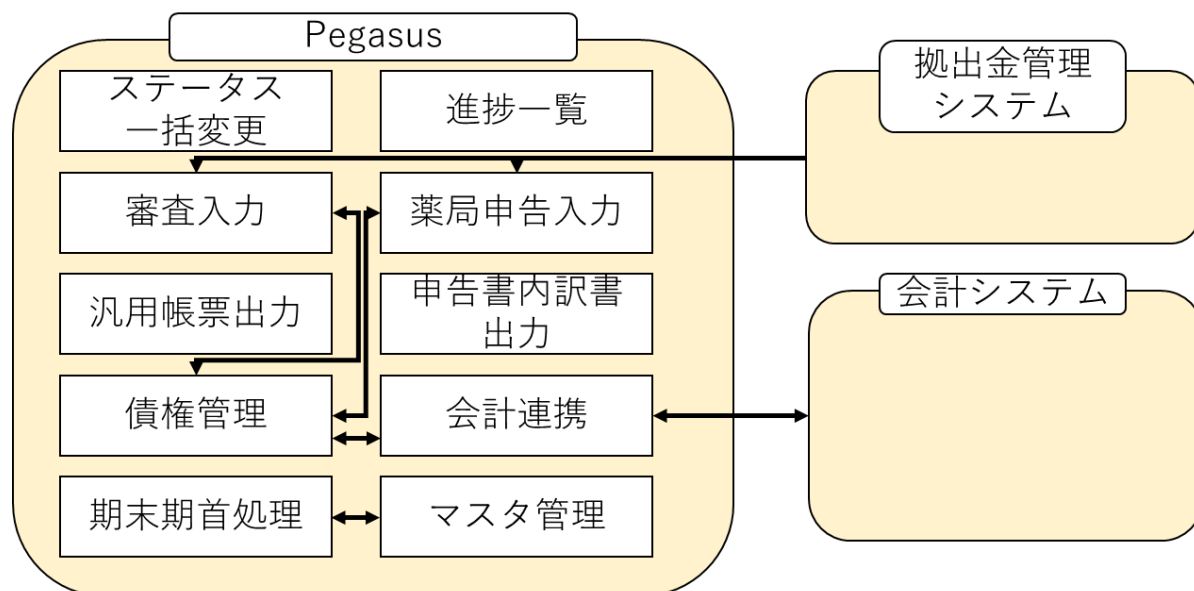 Pegasus
ステータス
一括変更
進捗一覧
審査入力
薬局申告入力
汎用帳票出力
申告書内訳書
出力
債権管理
会計連携
期末期首処理
マスタ管理
拠出金管理
システム
会計システム